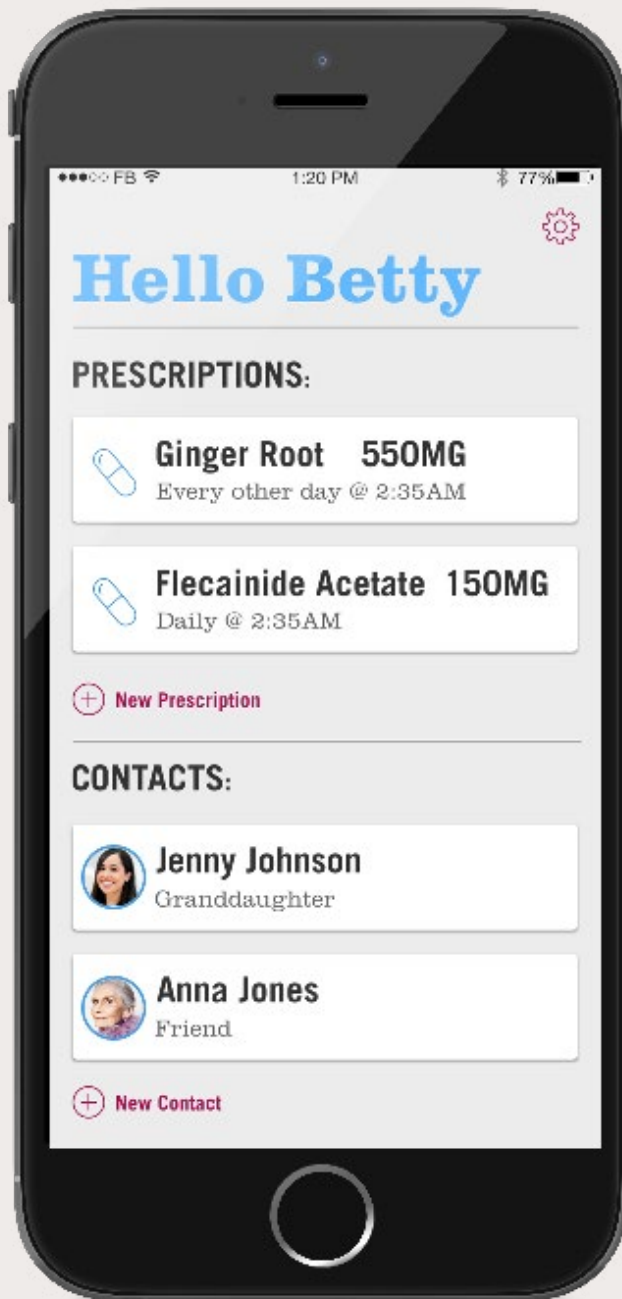 FB 1:20 PM 77%
Hello Betty
PRESCRIPTIONS:
Ginger Root 550MG
Every other day @ 2:35AM
Flecainide Acetate 150MG
Daily @ 2:35AM
New Prescription
CONTACTS:
Jenny Johnson
Granddaughter
Anna Jones
Friend
New Contact